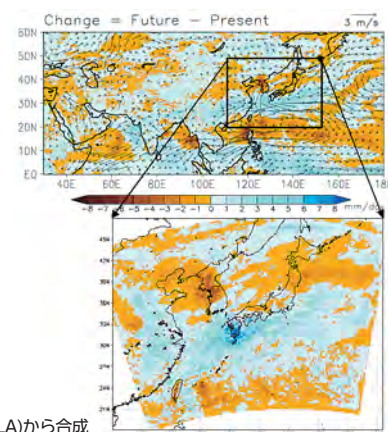 Change = Future − Present
3 m/s
60N
50N
40N
30N
20N
10N
EQ
40E 60E 80E 100E 120E 140E 160E
-8 -7 -6 -5 -4 -3 -2 -1 0 1 2 3 4 5 6 7 8
A)から合成